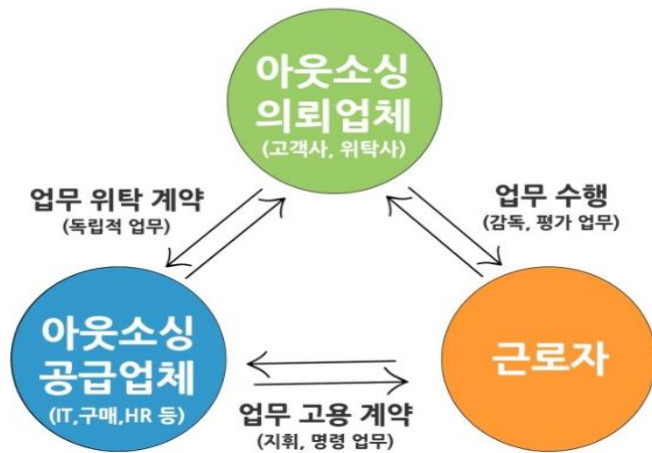 아웃소싱
의뢰업체
(고객사, 위탁사)
업무 위탁 계약
(독립적 업무)
업무 수행
(감독, 평가 업무)
아웃소싱
공급업체
(IT,구매,HR 등)
근로자
업무 고용 계약
(지휘, 명령 업무)